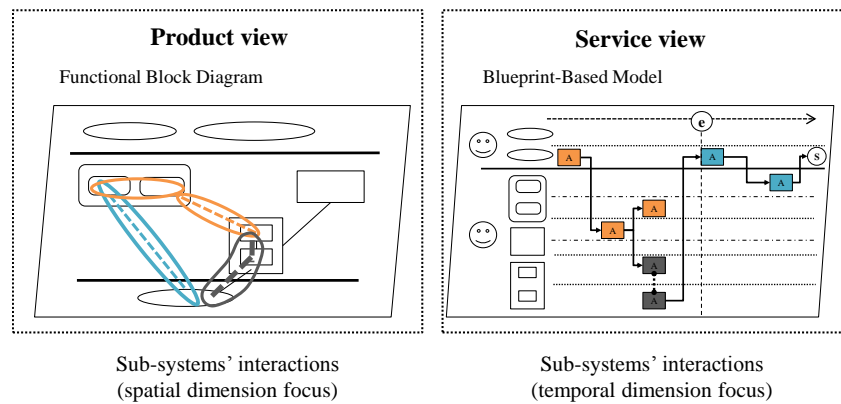 Product view
Functional Block Diagram
Service view
Blueprint-Based Model
e
A
A
S
A
A
A
A
A
Sub-systems' interactions
(spatial dimension focus)
Sub-systems' interactions
(temporal dimension focus)